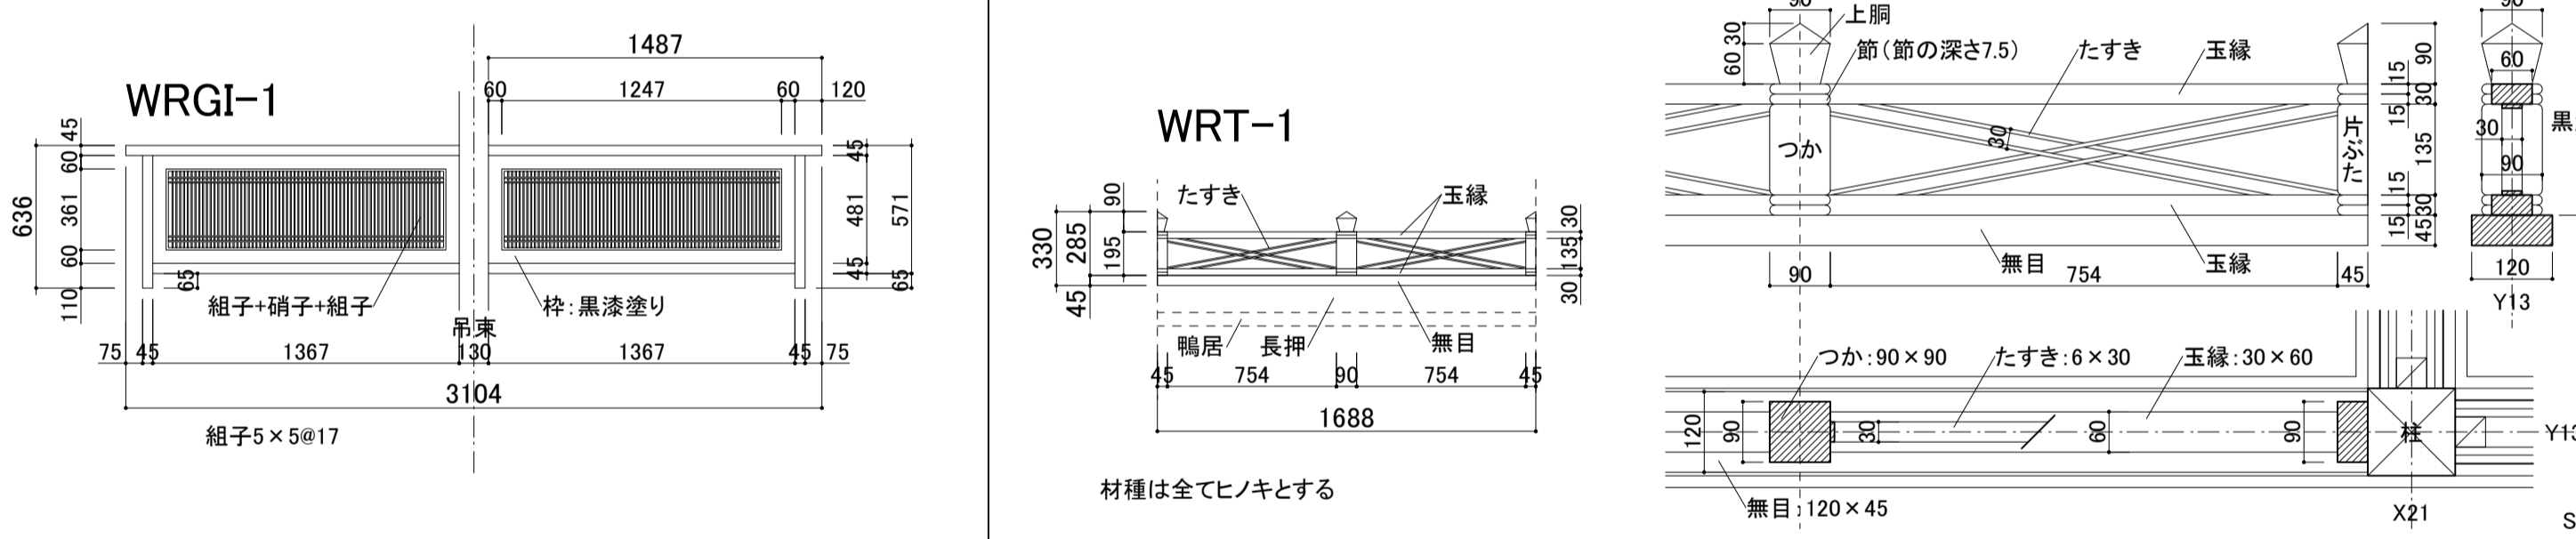 WRGI-1
1487
60
1247
60
120
45
60
361
60
110
636
65
45
481
45
65
571
組子+硝子+組子
枠:黒漆塗り
吊束
75
45
1367
130
1367
45
75
3104
組子5×5@17
WRT-1
たすき
玉縁
90
285
195
330
45
30
135
30
鴨居
長押
無目
45
754
90
754
45
1688
材種は全てヒノキとする
90
上胴
30
60
節(節の深さ7.5)
たすき
玉縁
つか
30
片ぶた
90
15
30
15
135
15
30
15
45
無目
玉縁
90
754
45
90
60
30
90
黒
120
Y13
つか:90×90
たすき:6×30
玉縁:30×60
120
90
30
60
90
柱
Y13
無目:120×45
X21
S